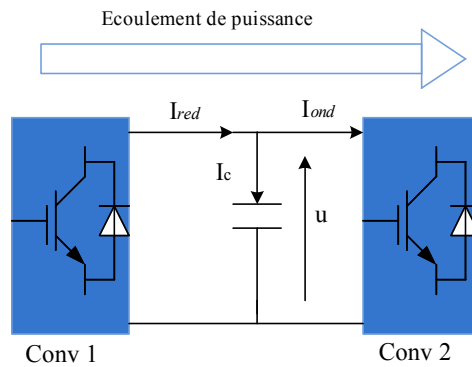 Ecoulement de puissance
Ired
Iond
Ic
u
Conv 1
Conv 2